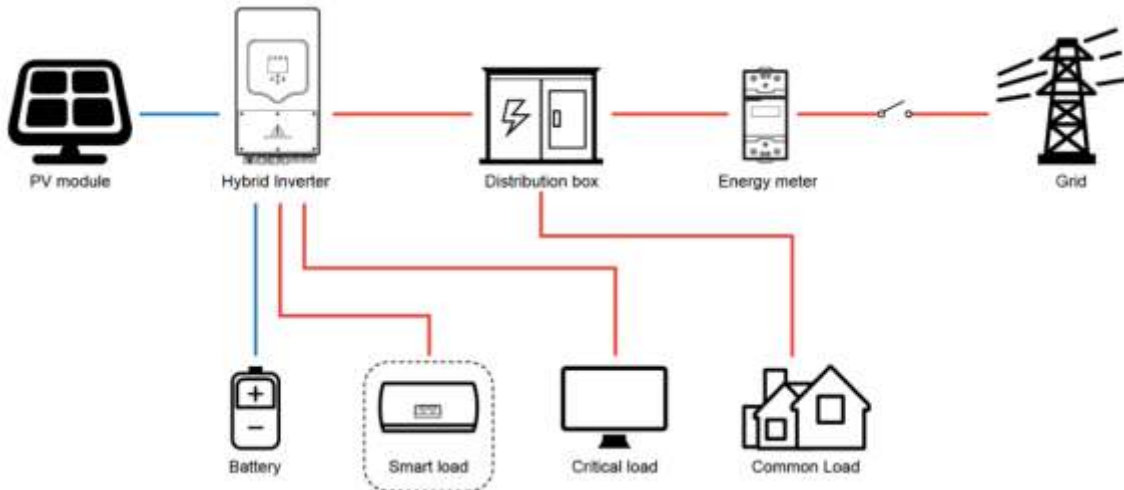 PV module
Hybrid Inverter
Distribution box
Energy meter
Grid
Battery
Smart load
Critical load
Common Load